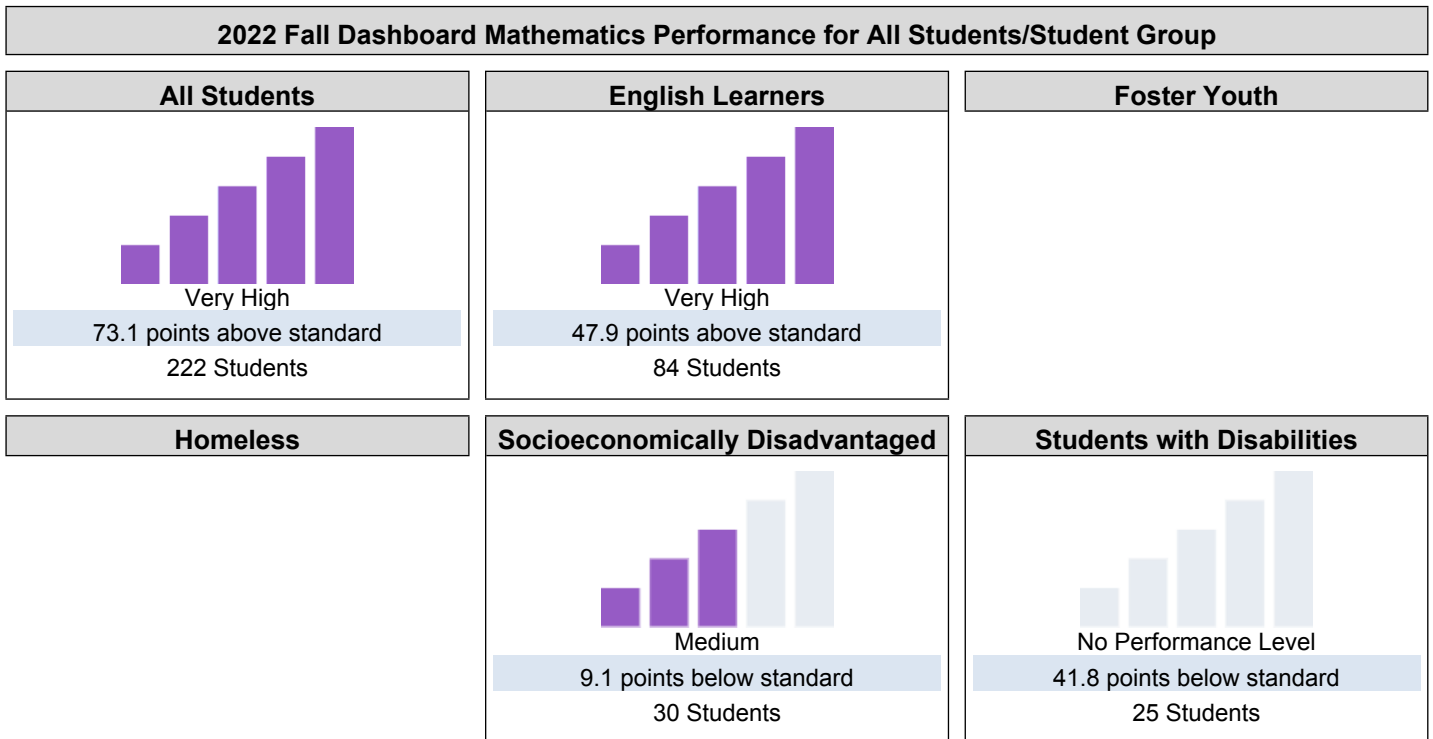 2022 Fall Dashboard Mathematics Performance for All Students/Student Group
All Students
Very High
73.1 points above standard
222 Students
English Learners
Very High
47.9 points above standard
84 Students
Foster Youth
Homeless
Socioeconomically Disadvantaged
Medium
9.1 points below standard
30 Students
Students with Disabilities
No Performance Level
41.8 points below standard
25 Students